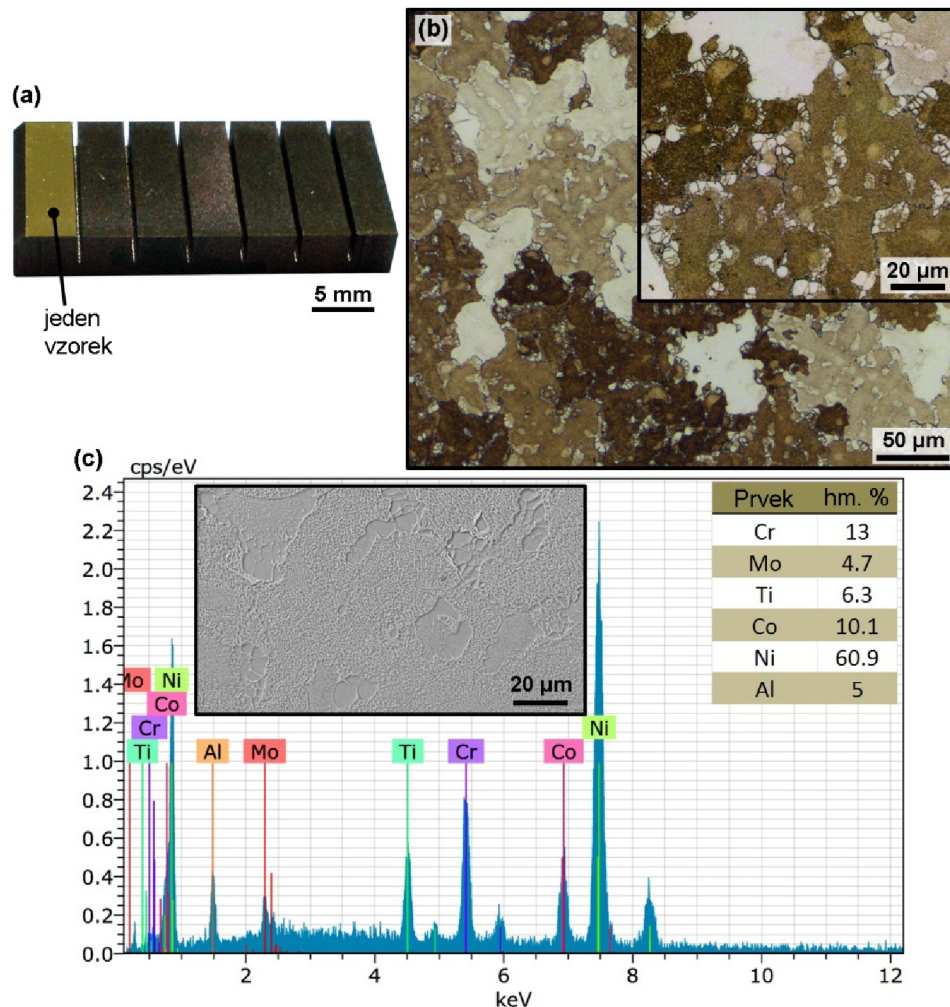 (a)
jeden
vzorek
5 mm
(b)
20 µm
50 µm
(c)
cps/eV
2.4
2.2
2.0
1.8
1.6
1.4
1.2
1.0
0.8
0.6
0.4
0.2
0.0
Mo Ni
Co
Cr
Ti Al Mo Ti Cr Co
Ni
20 µm
Prvek hm. %
Cr 13
Mo 4.7
Ti 6.3
Co 10.1
Ni 60.9
Al 5
2 4 6 8 10 12
keV